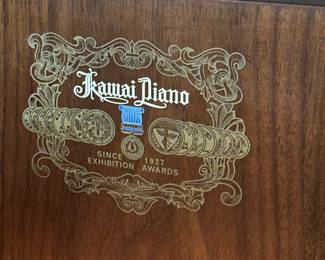 Kawai Piano
SINCE 1927
EXHIBITION AWARDS